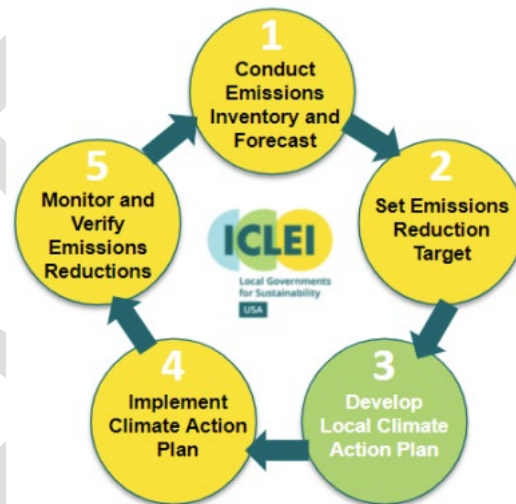 1
Conduct
Emissions
Inventory and
Forecast
2
Set Emissions
Reduction
Target
3
Develop
Local Climate
Action Plan
4
Implement
Climate Action
Plan
5
Monitor and
Verify
Emissions
Reductions
ICLEI
Local Governments
for Sustainability
USA